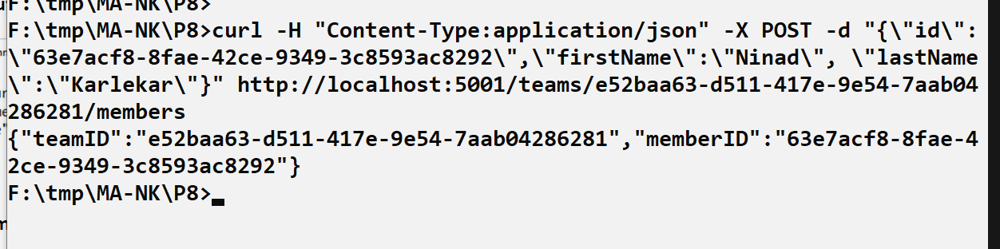 F:\tmp\MA-NK\P8>
F:\tmp\MA-NK\P8>curl -H "Content-Type:application/json" -X POST -d "{\"id\":
\"63e7acf8-8fae-42ce-9349-3c8593ac8292\",\"firstName\":\"Ninad\", \"lastName
\":\"Karlekar\"}" http://localhost:5001/teams/e52baa63-d511-417e-9e54-7aab04
286281/members
{"teamID":"e52baa63-d511-417e-9e54-7aab04286281","memberID":"63e7acf8-8fae-4
2ce-9349-3c8593ac8292"}
F:\tmp\MA-NK\P8>